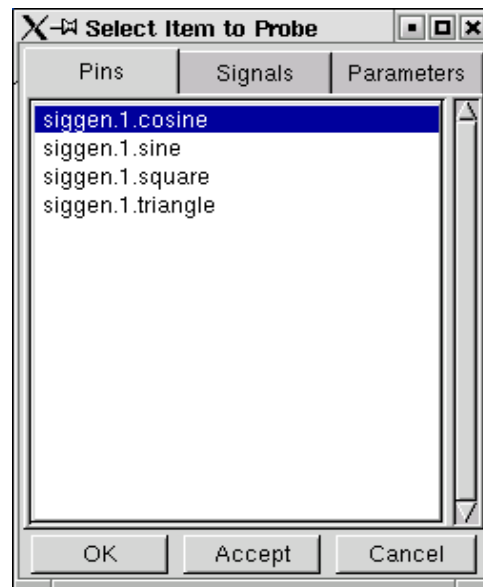 Select Item to Probe
Pins Signals Parameters
siggen.1.cosine
siggen.1.sine
siggen.1.square
siggen.1.triangle
OK Accept Cancel